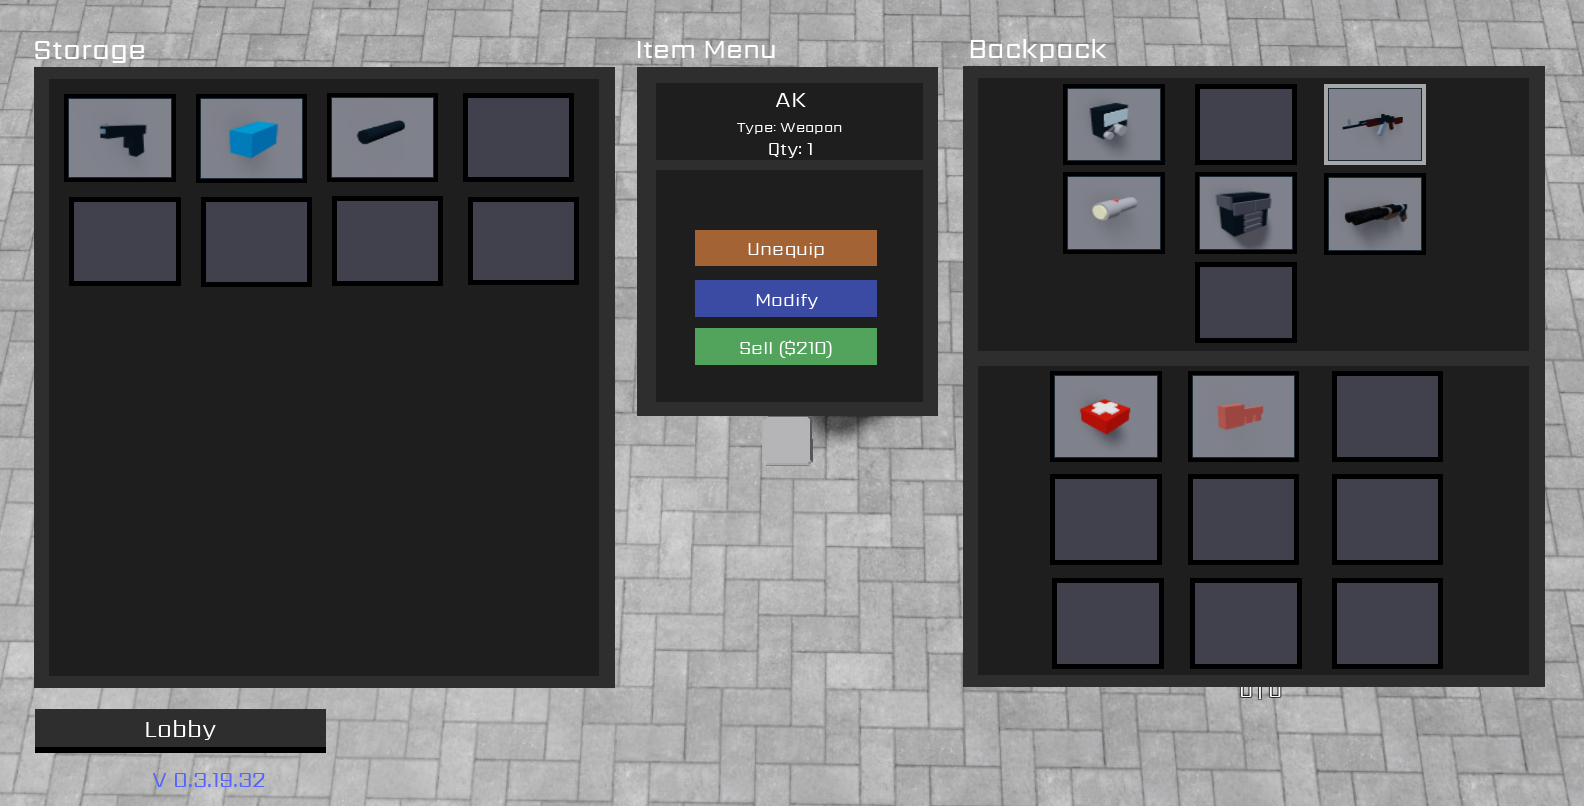 Storage
Item Menu
Backpack
AK
Type: Weapon
Qty: 1
Unequip
Modify
Sell ($210)
Lobby
V 0.3.19.32